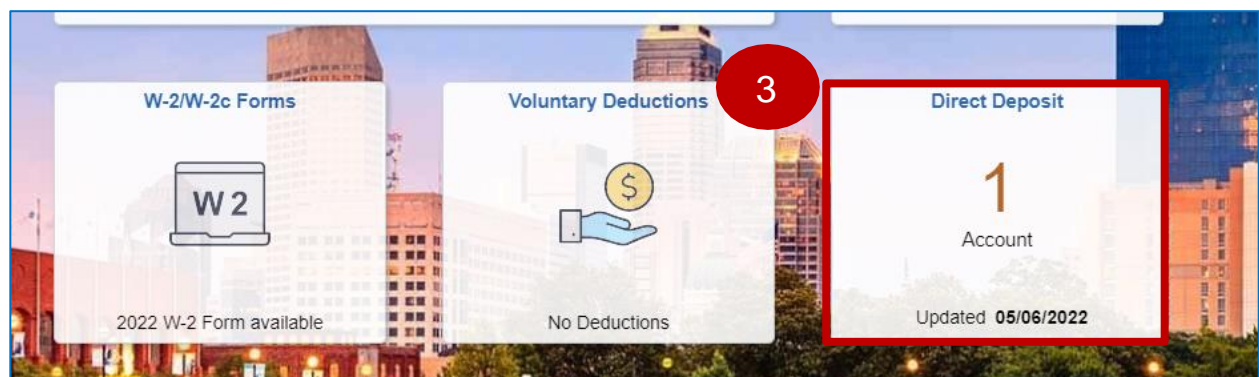 W-2/W-2c Forms
W 2
2022 W-2 Form available
Voluntary Deductions
$
No Deductions
3
Direct Deposit
1
Account
Updated 05/06/2022